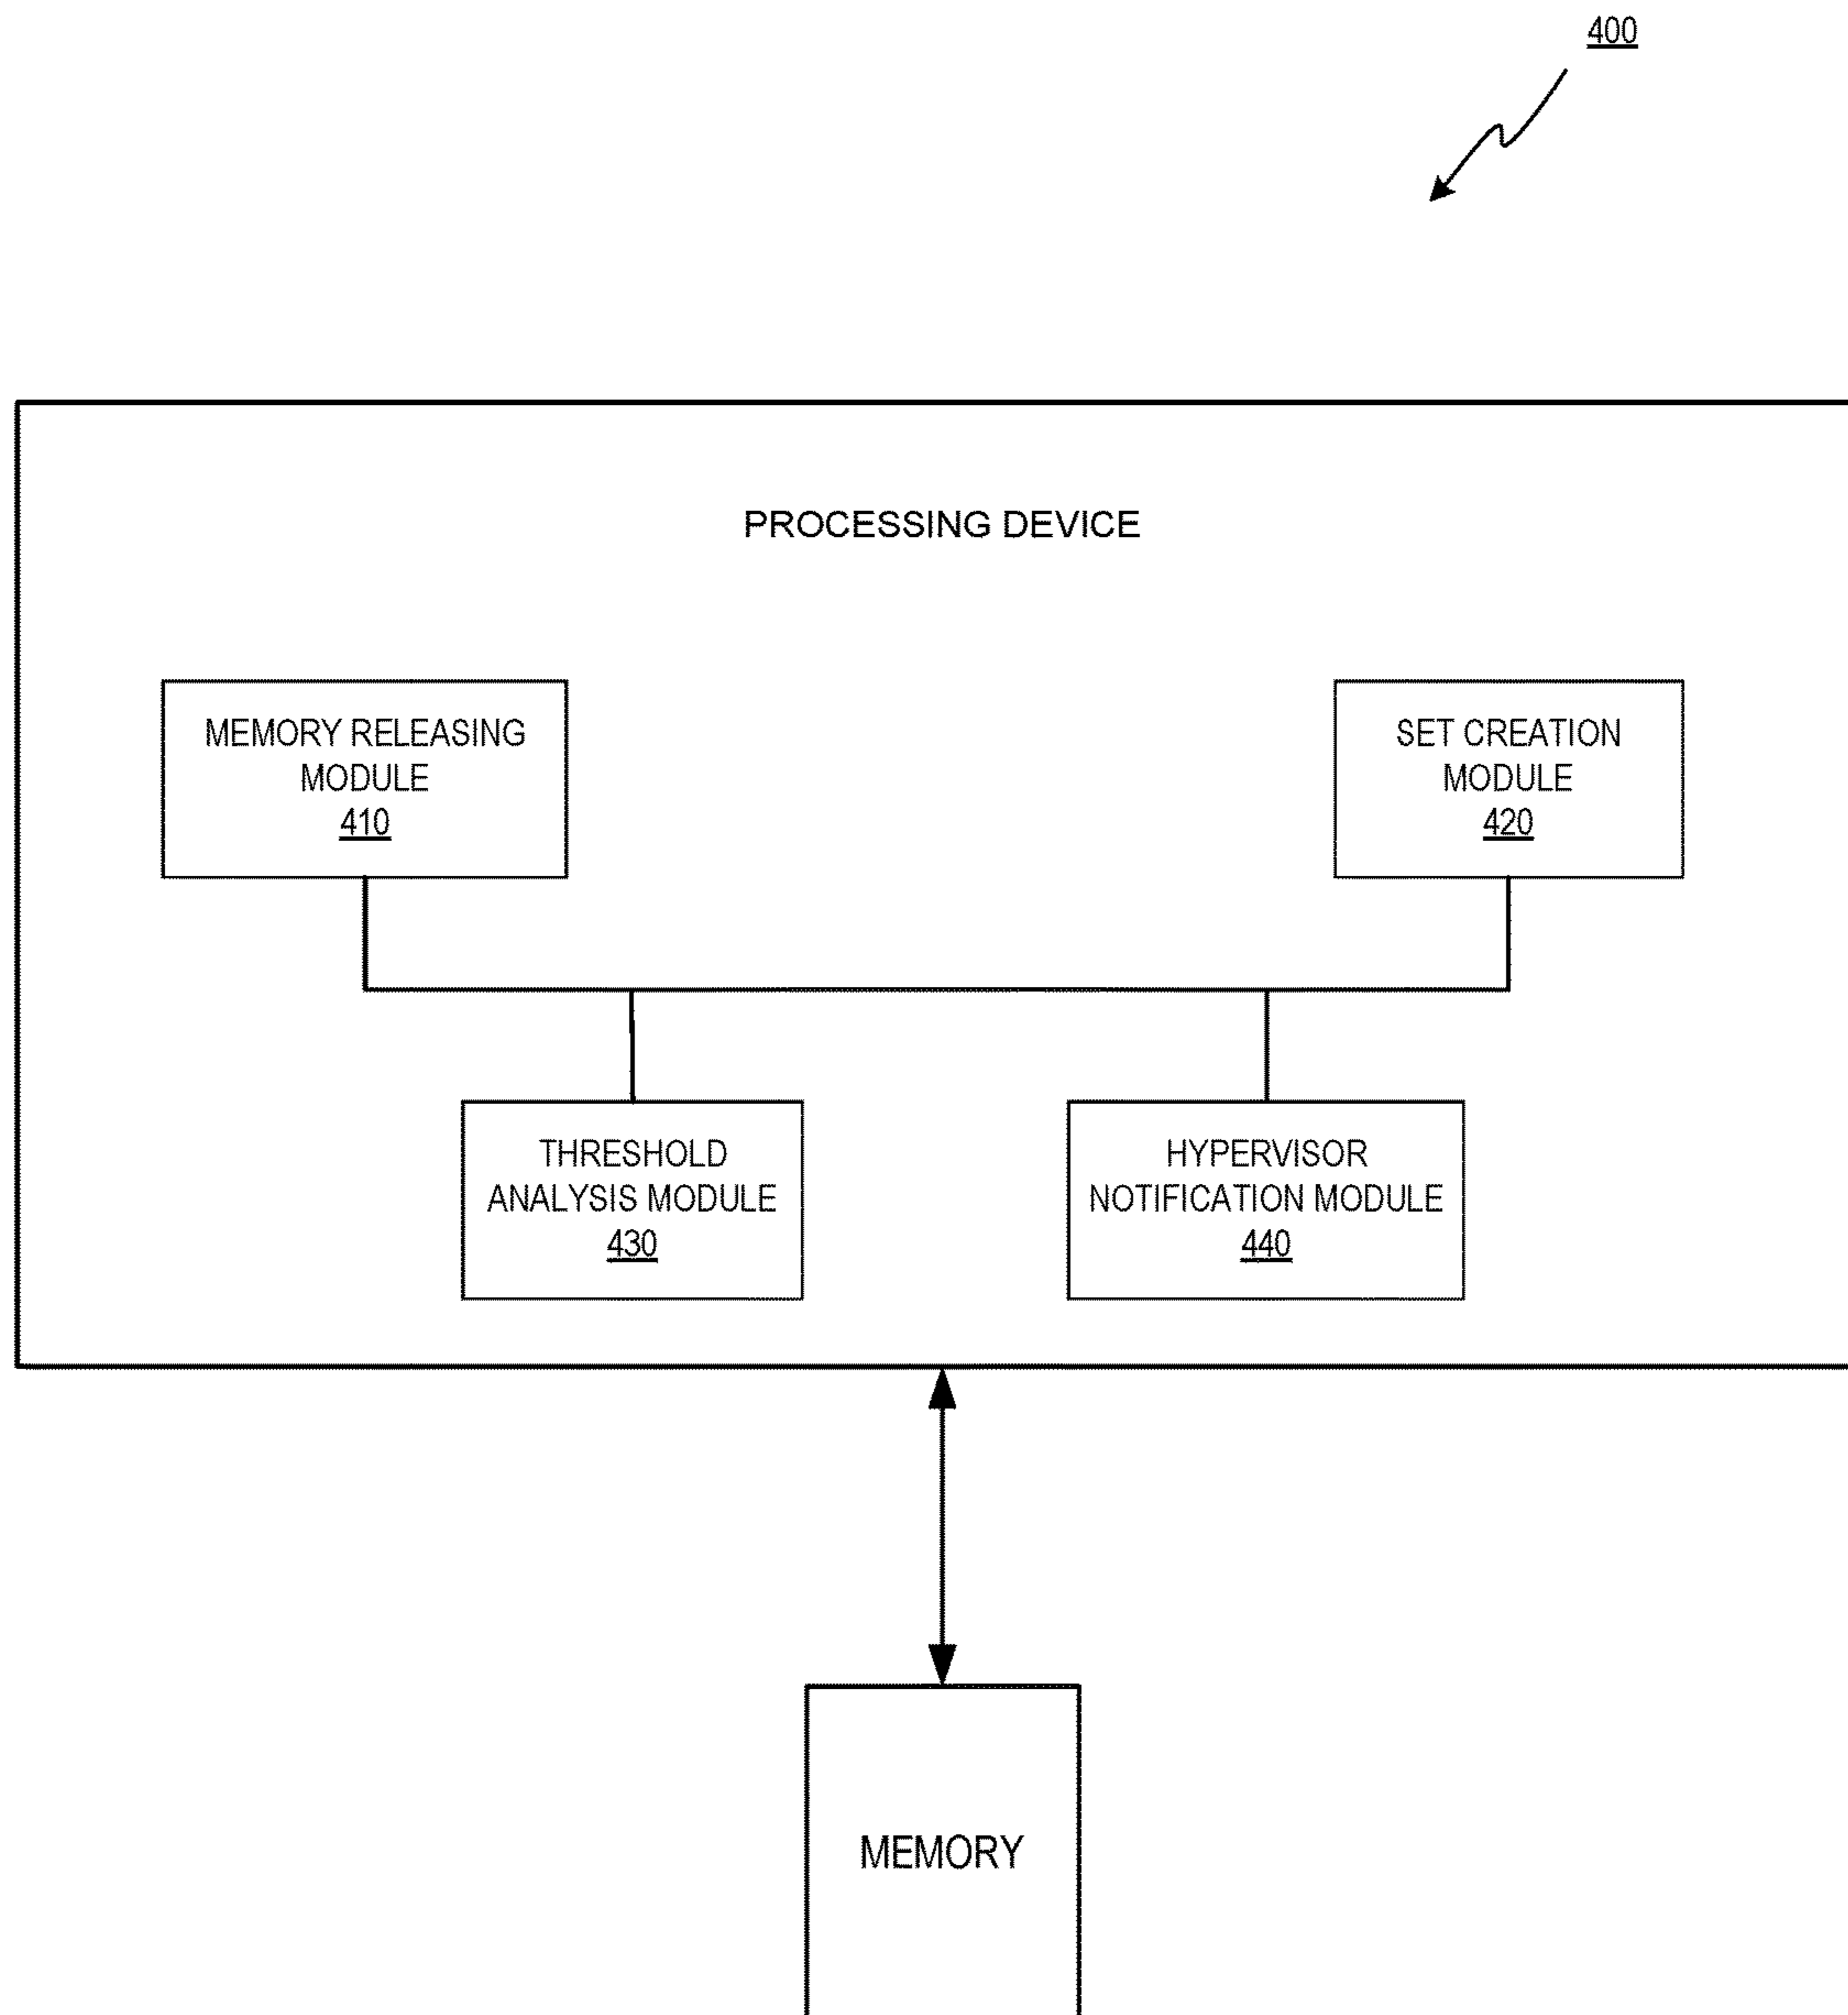 400
PROCESSING DEVICE
MEMORY RELEASING
MODULE
410
SET CREATION
MODULE
420
THRESHOLD
ANALYSIS MODULE
430
HYPERVISOR
NOTIFICATION MODULE
440
MEMORY